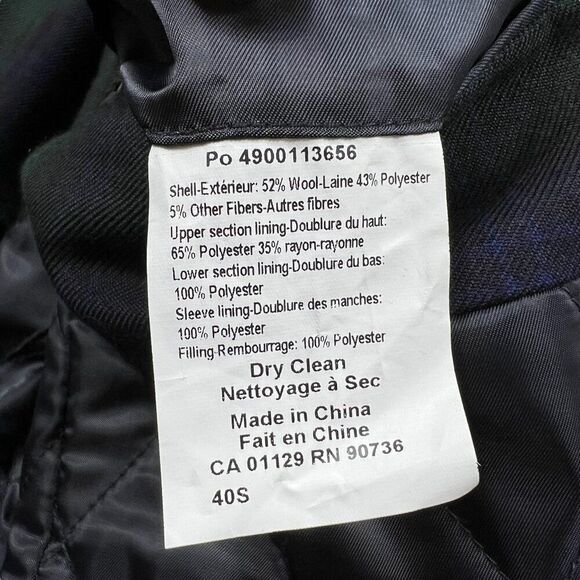 Po 4900113656
Shell-Extérieur: 52% Wool-Laine 43% Polyester
5% Other Fibers-Autres fibres
Upper section lining-Doublure du haut:
65% Polyester 35% rayon-rayonne
Lower section lining-Doublure du bas:
100% Polyester
Sleeve lining-Doublure des manches:
100% Polyester
Filling-Rembourrage: 100% Polyester
Dry Clean
Nettoyage à Sec
Made in China
Fait en Chine
CA 01129 RN 90736
40S